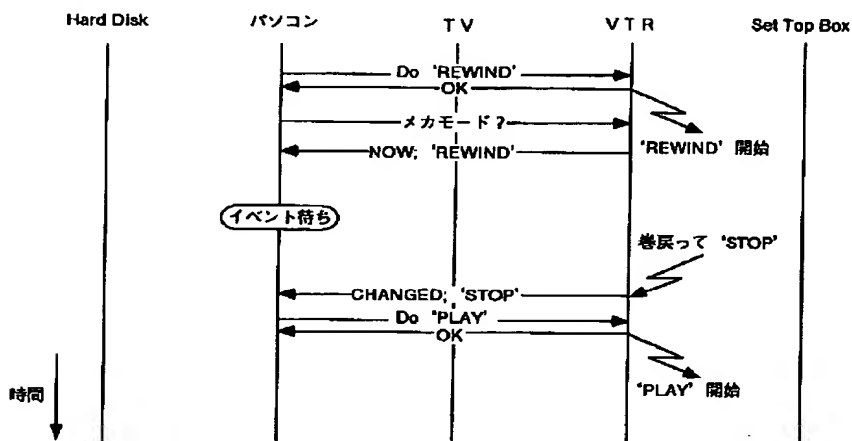 Hard Disk
パソコン
TV
VTR
Set Top Box
Do 'REWIND'
OK
メカモード?
'REWIND' 開始
NOW; 'REWIND'
イベント待ち
巻戻って 'STOP'
CHANGED; 'STOP'
Do 'PLAY'
OK
'PLAY' 開始
時間